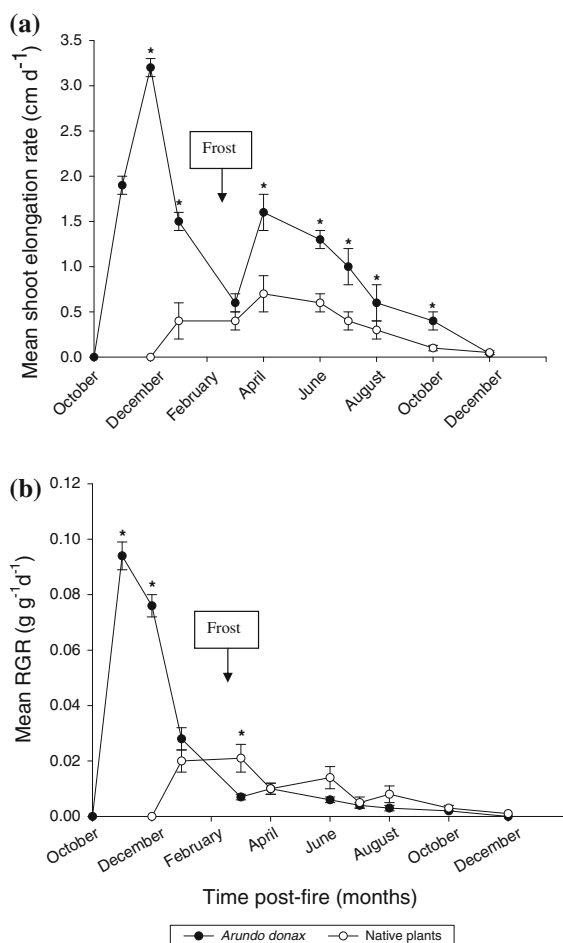 (a)
Mean shoot elongation rate (cm d⁻¹)
3.5
3.0
2.5
2.0
1.5
1.0
0.5
0.0
*
*
Frost
*
*
*
*
*
October
December
February
April
June
August
October
December
(b)
Mean RGR (g g⁻¹d⁻¹)
0.12
0.10
0.08
0.06
0.04
0.02
0.00
*
*
Frost
*
October
December
February
April
June
August
October
December
Time post-fire (months)
Arundo donax
Native plants